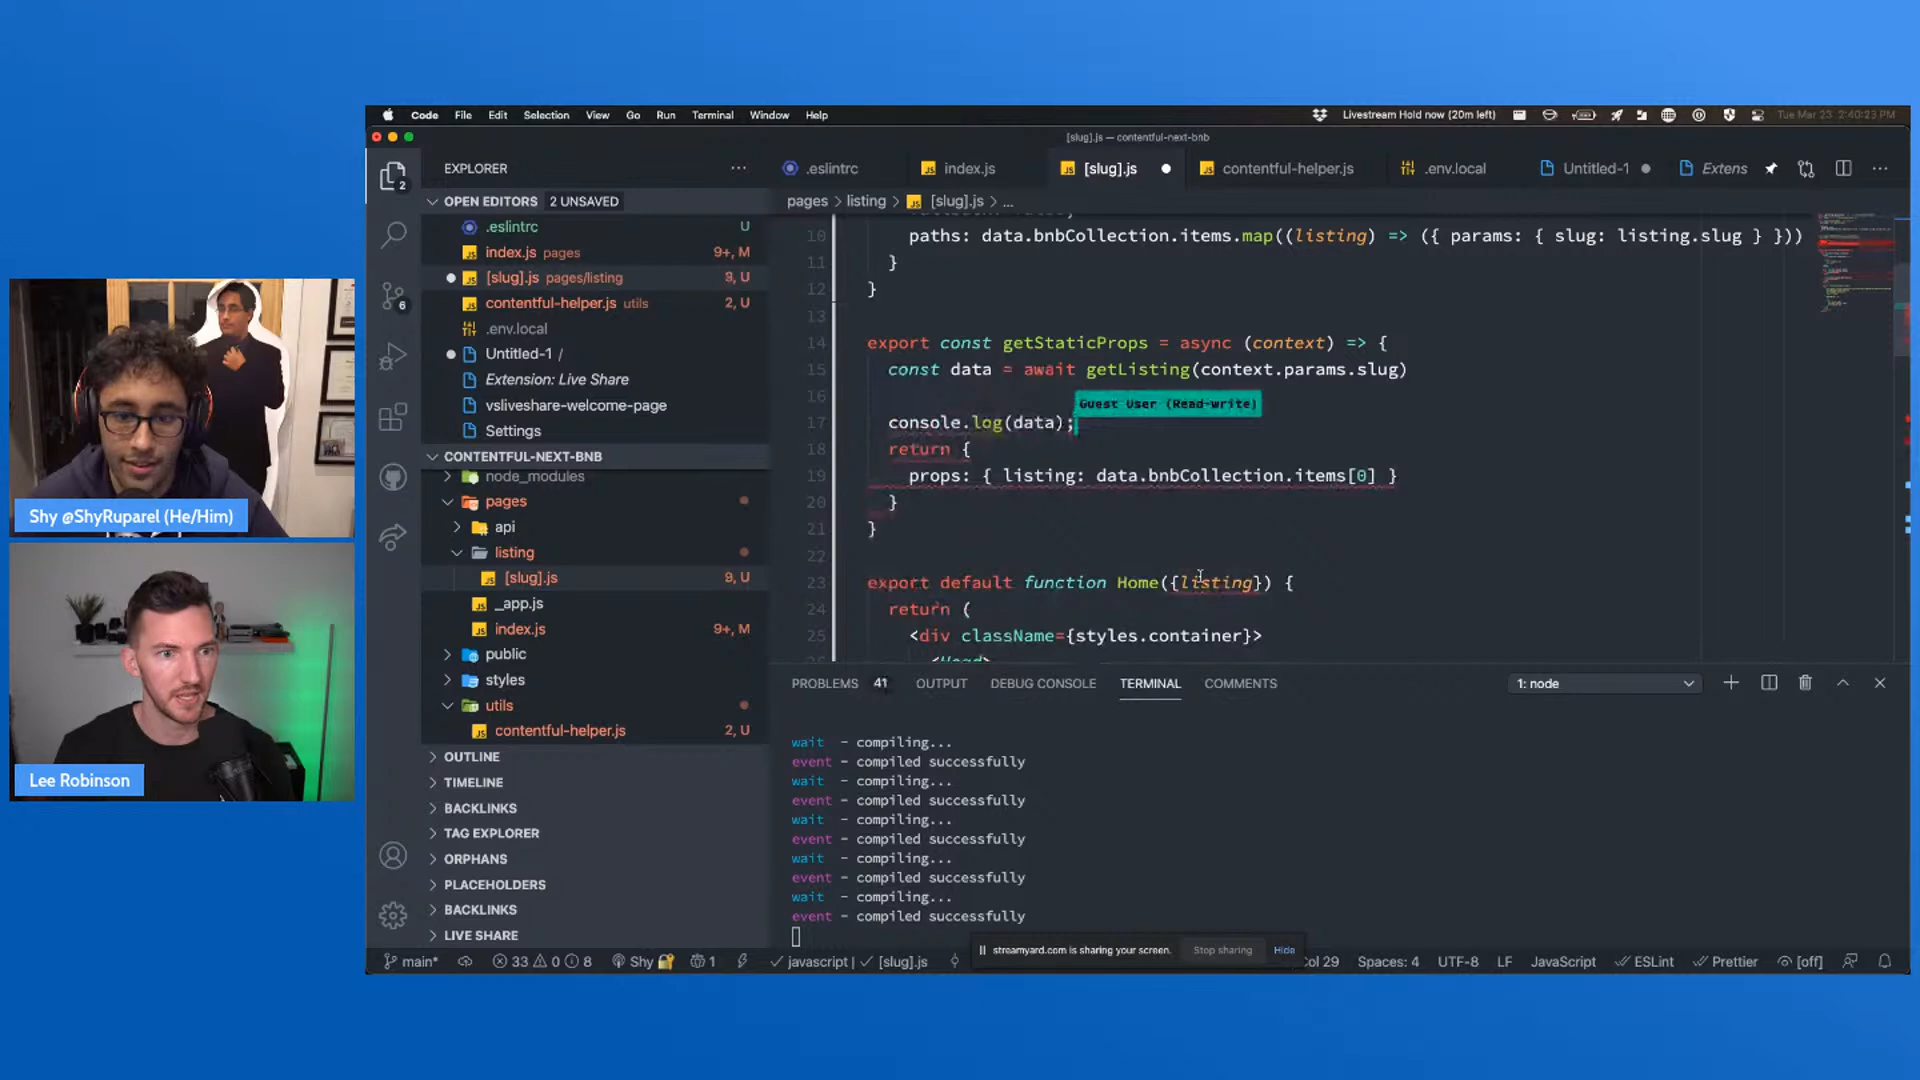 Code File Edit Selection View Go Run Terminal Window Help
Livestream Hold now (20m left)
Tue Mar 23 2:40:23 PM
[slug].js — contentful-next-bnb
EXPLORER
OPEN EDITORS 2 UNSAVED
.eslintrc U
index.js pages 9+, M
[slug].js pages/listing 9, U
contentful-helper.js utils 2, U
.env.local
Untitled-1 /
Extension: Live Share
vsliveshare-welcome-page
Settings
CONTENTFUL-NEXT-BNB
node_modules
pages
api
listing
[slug].js 9, U
_app.js
index.js 9+, M
public
styles
utils
contentful-helper.js 2, U
OUTLINE
TIMELINE
BACKLINKS
TAG EXPLORER
ORPHANS
PLACEHOLDERS
BACKLINKS
LIVE SHARE
2
6
.eslintrc index.js [slug].js contentful-helper.js .env.local Untitled-1 Extens
pages > listing > [slug].js > ...
10 paths: data.bnbCollection.items.map((listing) => ({ params: { slug: listing.slug } }))
11 }
12 }
13
14 export const getStaticProps = async (context) => {
15 const data = await getListing(context.params.slug)
16
Guest User (Read-write)
17 console.log(data);
18 return {
19 props: { listing: data.bnbCollection.items[0] }
20 }
21 }
22
23 export default function Home({listing}) {
24 return (
25 <div className={styles.container}>
<Head>
PROBLEMS 41 OUTPUT DEBUG CONSOLE TERMINAL COMMENTS
1: node
wait - compiling...
event - compiled successfully
wait - compiling...
event - compiled successfully
wait - compiling...
event - compiled successfully
wait - compiling...
event - compiled successfully
wait - compiling...
event - compiled successfully
streamyard.com is sharing your screen. Stop sharing Hide
main* 33 0 8 Shy 1 javascript | [slug].js Col 29 Spaces: 4 UTF-8 LF JavaScript ESLint Prettier [off]
Shy @ShyRuparel (He/Him)
Lee Robinson